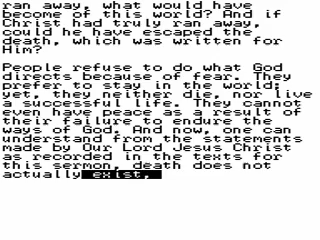 ran away, what would have
become of this world? And if
Christ had truly ran away,
could he have escaped the
death, which was written for
Him?

People refuse to do what God
directs because of fear. They
prefer to stay in the world;
yet, they neither die, nor live
a successful life. They cannot
even have peace as a result of
their failure to endure the
ways of God. And now, one can
understand from the statements
made by Our Lord Jesus Christ
as recorded in the texts for
this sermon, death does not
actually exist,